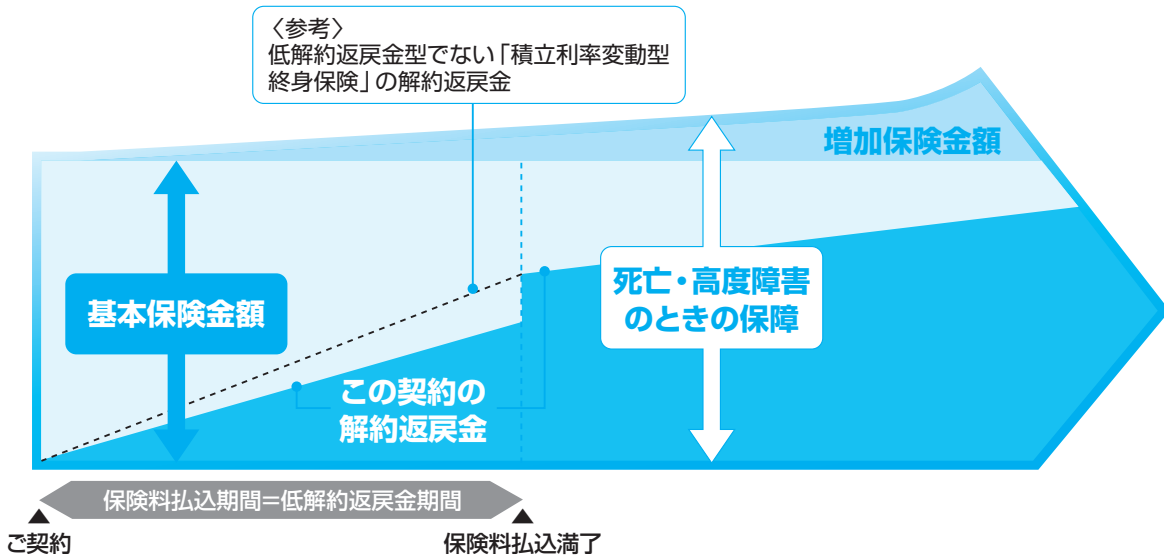 〈参考〉
低解約返戻金型でない「積立利率変動型
終身保険」の解約返戻金
増加保険金額
基本保険金額
死亡・高度障害
のときの保障
この契約の
解約返戻金
保険料払込期間=低解約返戻金期間
ご契約
保険料払込満了